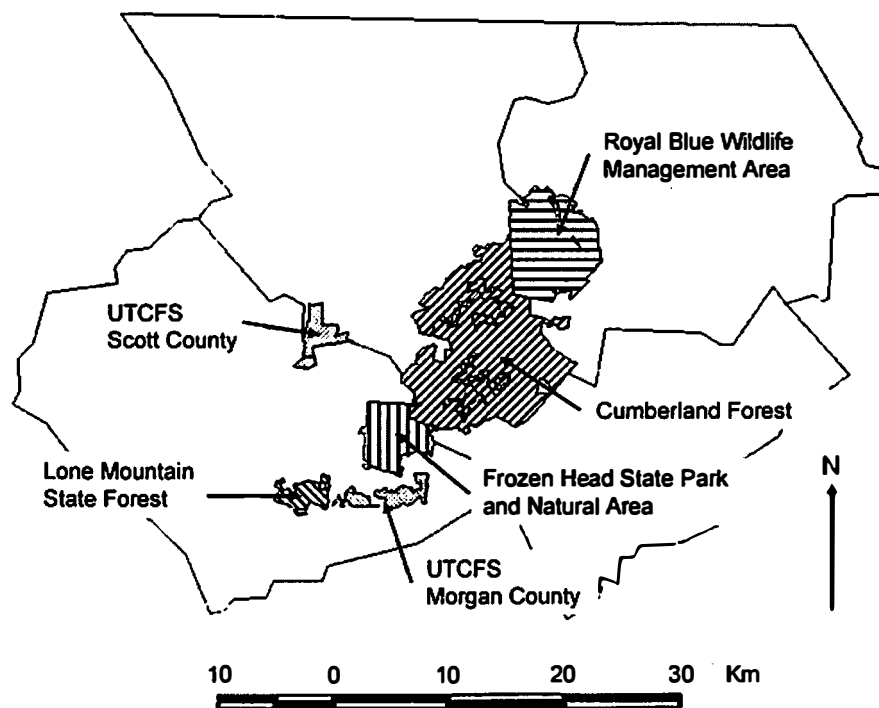 Royal Blue Wildlife
Management Area
UTCFS
Scott County
Cumberland Forest
Lone Mountain
State Forest
Frozen Head State Park
and Natural Area
N
UTCFS
Morgan County
10 0 10 20 30 Km